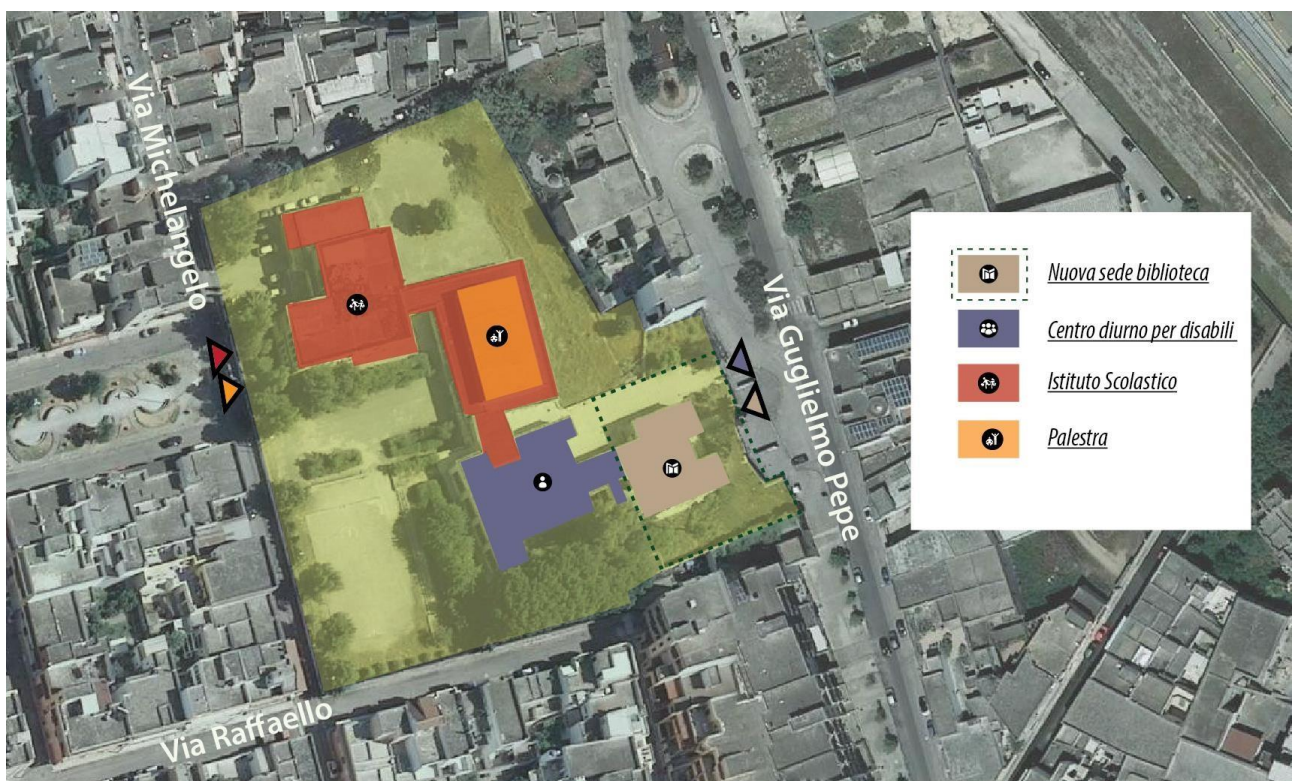 Via Michelangelo
Via Guglielmo Pepe
Via Raffaello
Nuova sede biblioteca
Centro diurno per disabili
Istituto Scolastico
Palestra